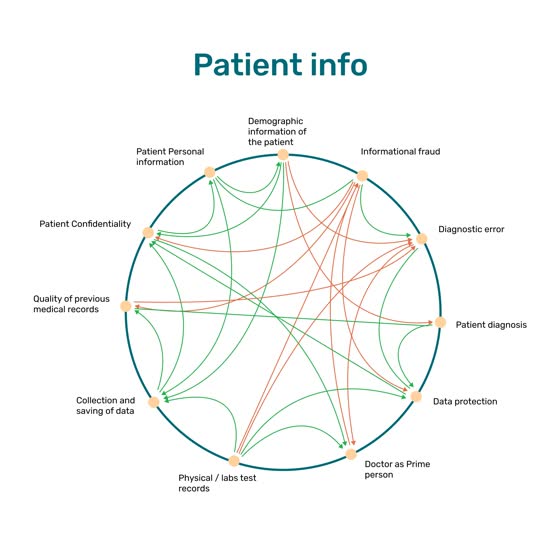 Patient info
Demographic
information of
the patient
Informational fraud
Patient Personal
information
Patient Confidentiality
Diagnostic error
Quality of previous
medical records
Patient diagnosis
Collection and
saving of data
Data protection
Physical / labs test
records
Doctor as Prime
person